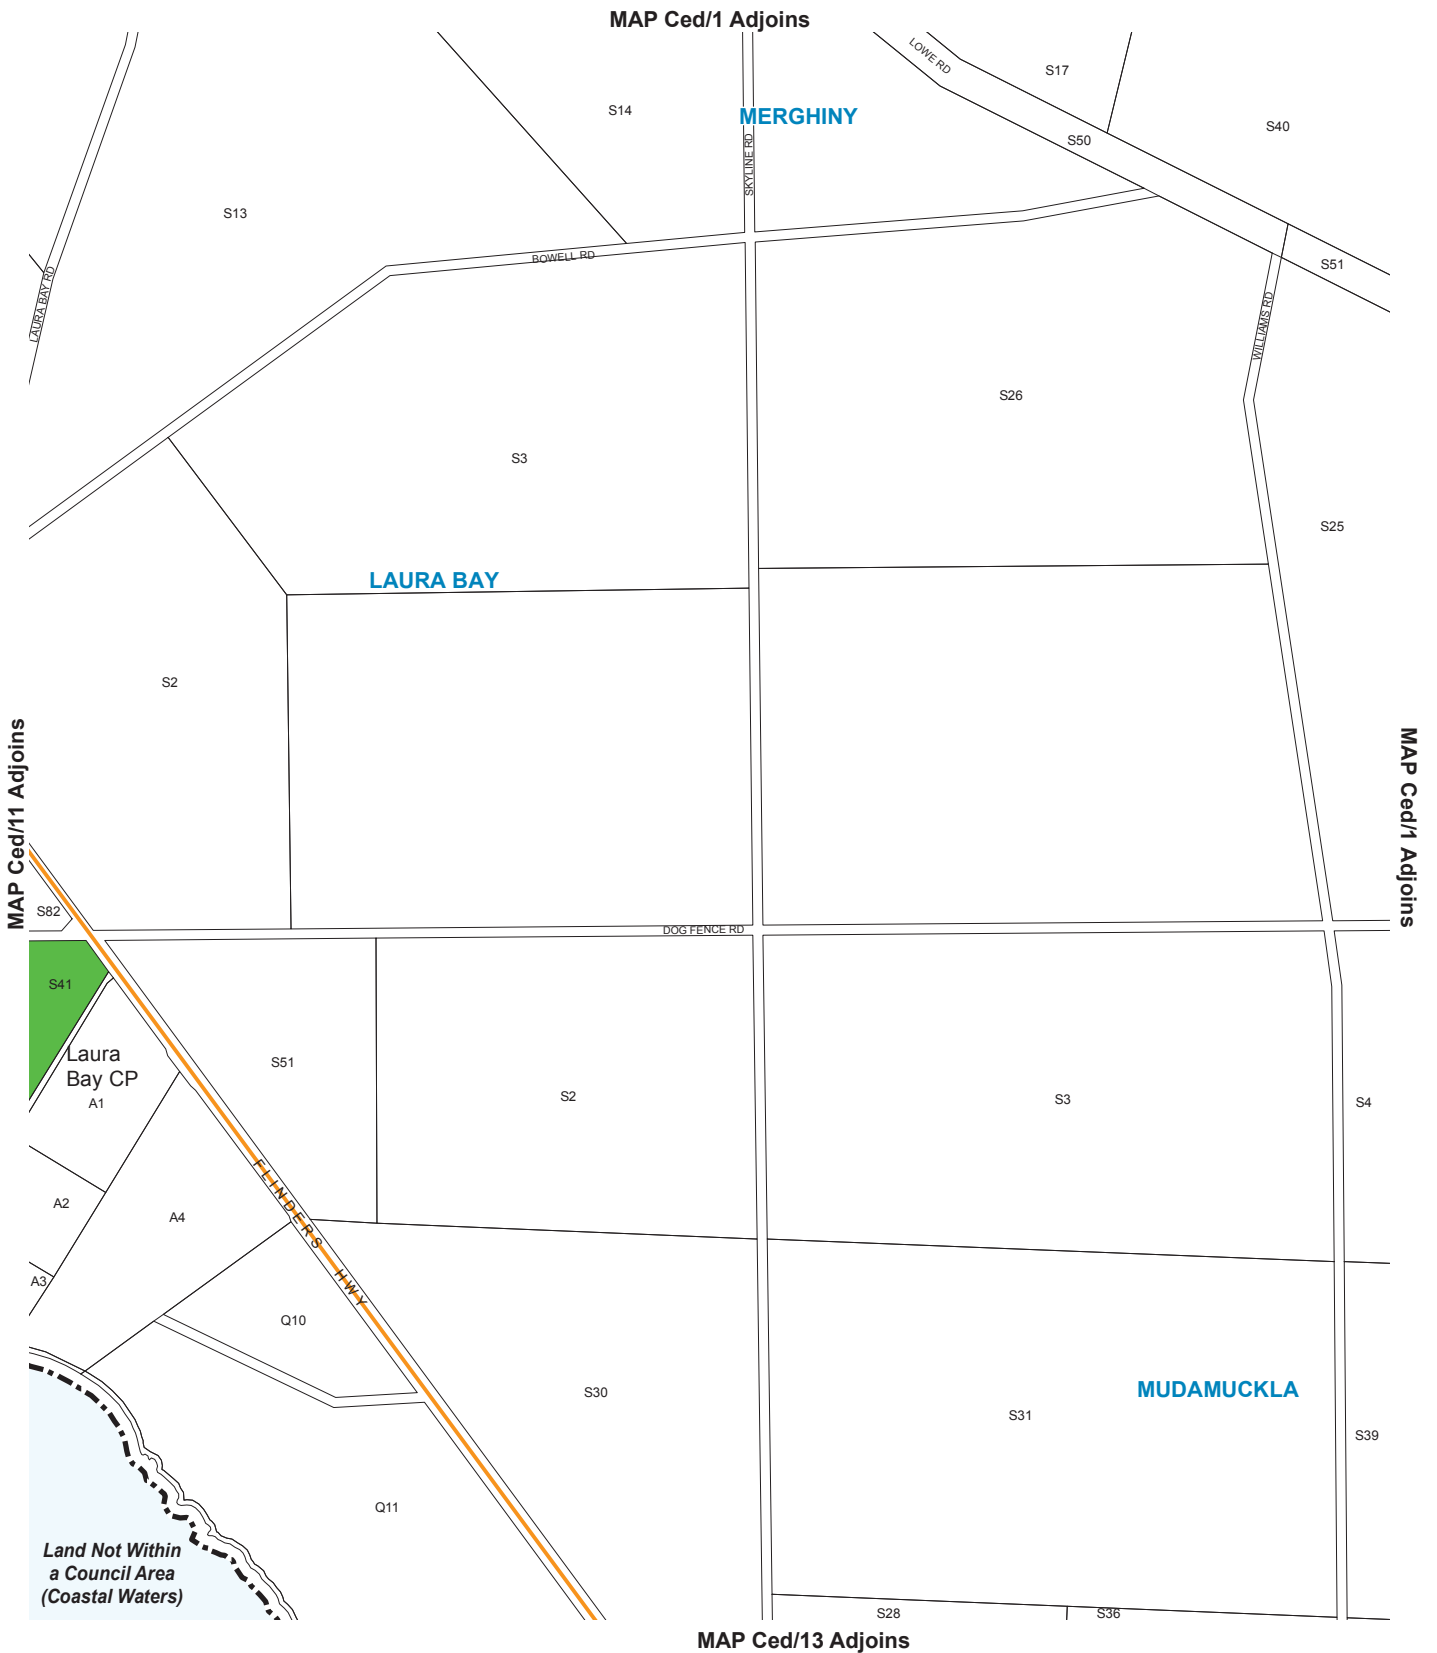 MAP Ced/1 Adjoins
LOWE RD
S17
S14
MERGHINY
S40
S50
SKYLINE RD
S13
BOWELL RD
S51
LAURA BAY RD
WILLIAMS RD
S26
S3
S25
LAURA BAY
S2
MAP Ced/11 Adjoins
MAP Ced/1 Adjoins
S82
DOG FENCE RD
S41
Laura
Bay CP
S51
S2
S3
S4
A1
A2
A4
FLINDERS HWY
A3
Q10
S30
MUDAMUCKLA
S31
S39
Q11
Land Not Within
a Council Area
(Coastal Waters)
S28
S36
MAP Ced/13 Adjoins